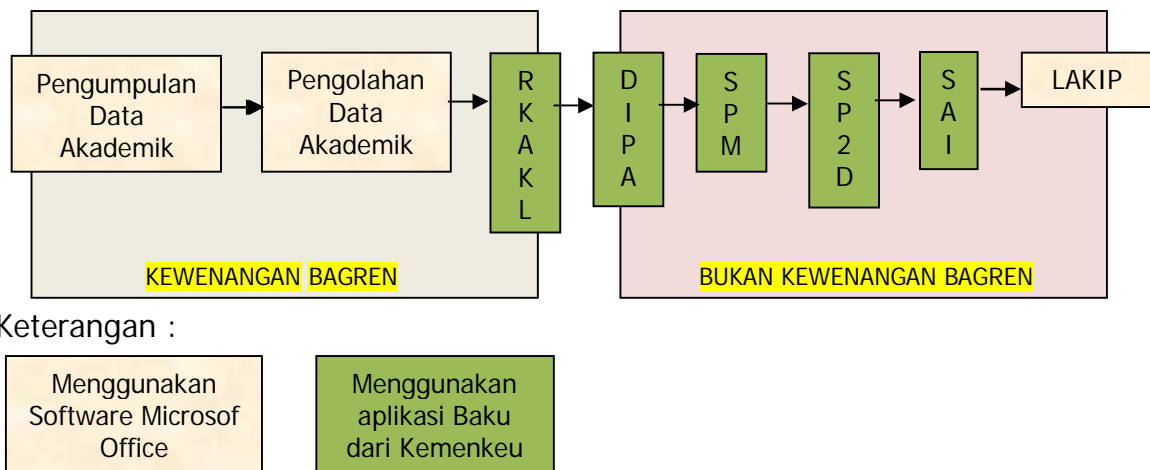 Pengumpulan
Data
Akademik
Pengolahan
Data
Akademik
R
K
A
K
L
D
I
P
A
S
P
M
S
P
2
D
S
A
I
LAKIP
KEWENANGAN BAGREN
BUKAN KEWENANGAN BAGREN
Keterangan :
Menggunakan
Software Microsof
Office
Menggunakan
aplikasi Baku
dari Kemenkeu